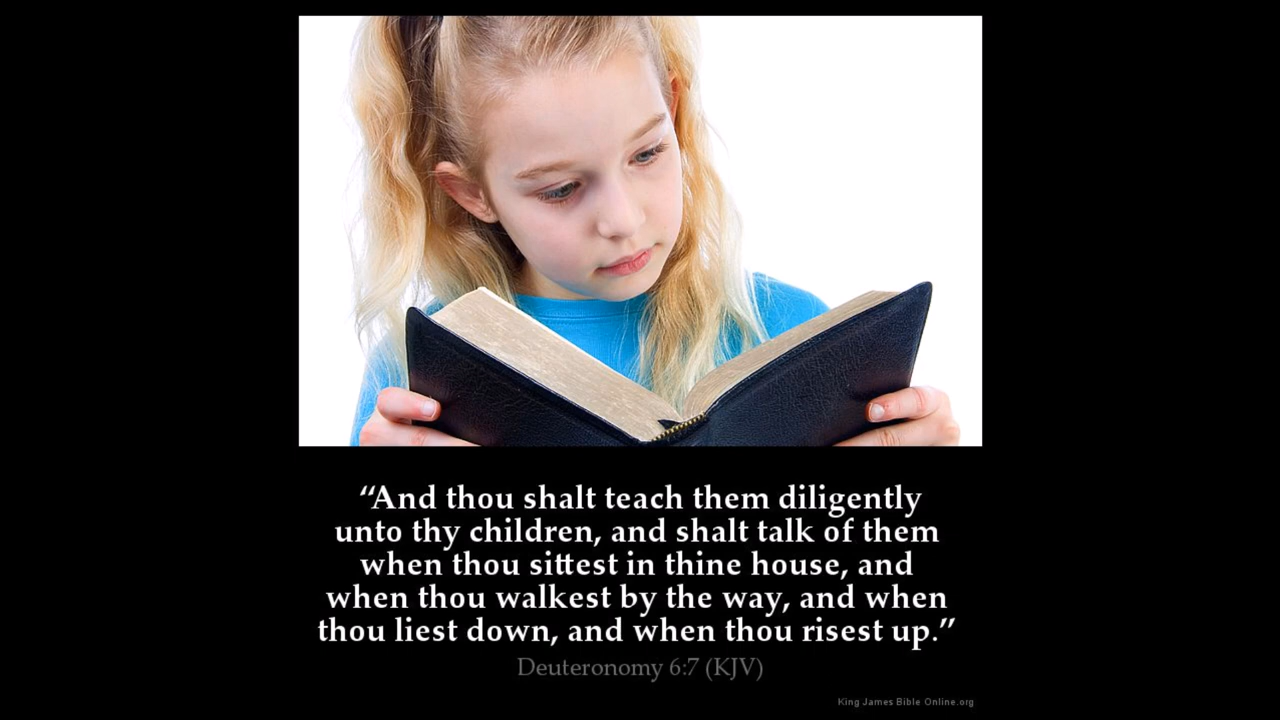 “And thou shalt teach them diligently
unto thy children, and shalt talk of them
when thou sittest in thine house, and
when thou walkest by the way, and when
thou liest down, and when thou risest up.”
Deuteronomy 6:7 (KJV)
King James Bible Online.org